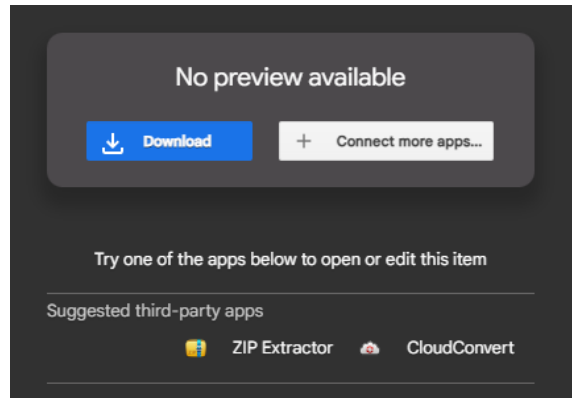 No preview available
Download
+ Connect more apps...
Try one of the apps below to open or edit this item
Suggested third-party apps
ZIP Extractor CloudConvert